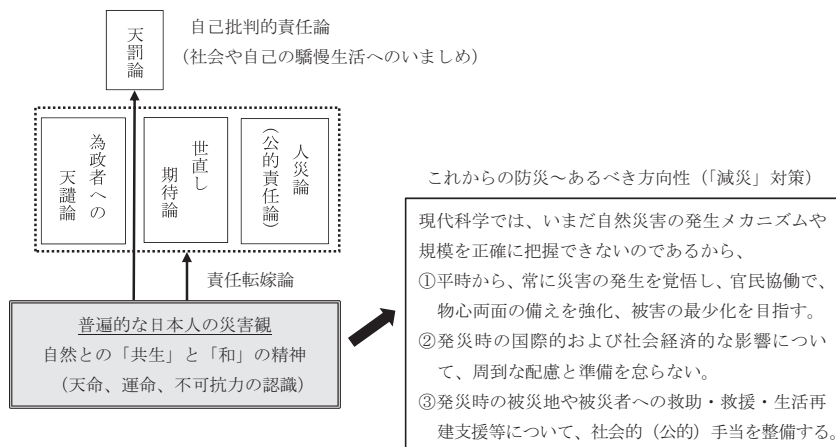 天罰論
自己批判的責任論
(社会や自己の驕慢生活へのいましめ)
為政者への
天譴論
世直し
期待論
人災論
(公的責任論)
責任転嫁論
普遍的な日本人の災害観
自然との「共生」と「和」の精神
(天命、運命、不可抗力の認識)
これからの防災～あるべき方向性(「減災」対策)
現代科学では、いまだ自然災害の発生メカニズムや
規模を正確に把握できないのであるから、
①平時から、常に災害の発生を覚悟し、官民協働で、
物心両面の備えを強化、被害の最少化を目指す。
②発災時の国際的および社会経済的な影響につい
て、周到な配慮と準備を怠らない。
③発災時の被災地や被災者への救助・救援・生活再
建支援等について、社会的（公的）手当を整備する。